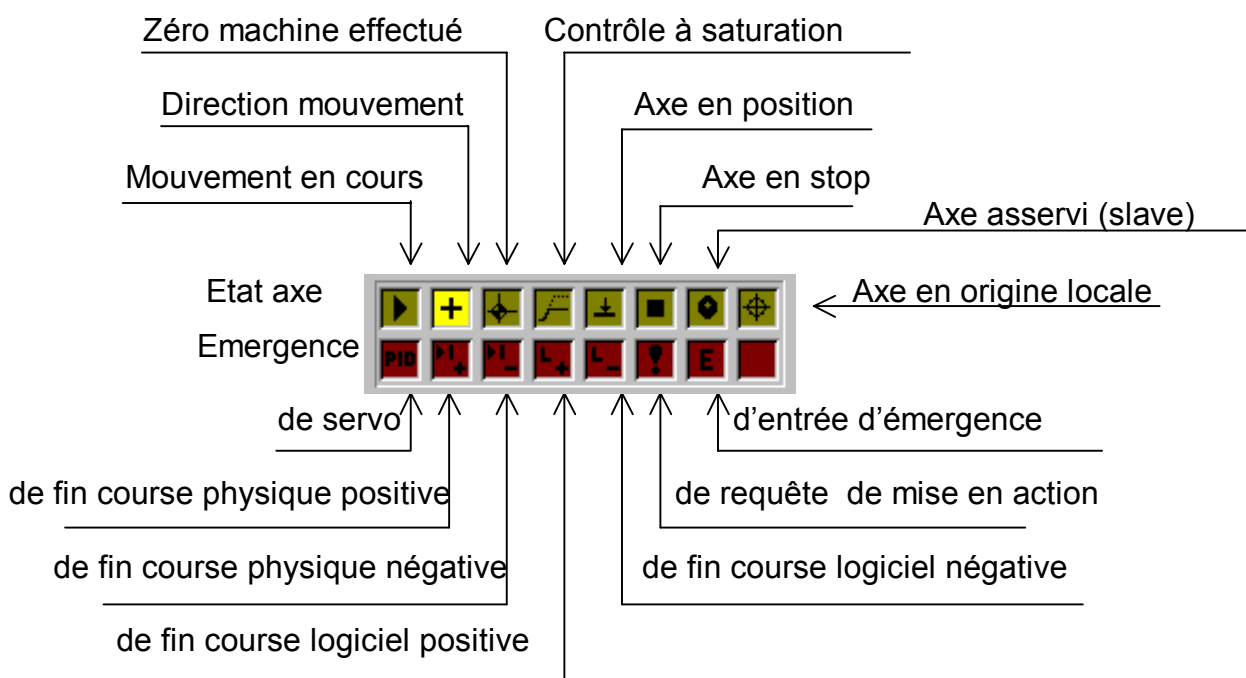 Zéro machine effectué
Contrôle à saturation
Direction mouvement
Axe en position
Mouvement en cours
Axe en stop
Axe asservi (slave)
Etat axe
Axe en origine locale
Emergence
PID
L
L
E
de servo
d'entrée d'émergence
de fin course physique positive
de requête de mise en action
de fin course physique négative
de fin course logiciel négative
de fin course logiciel positive